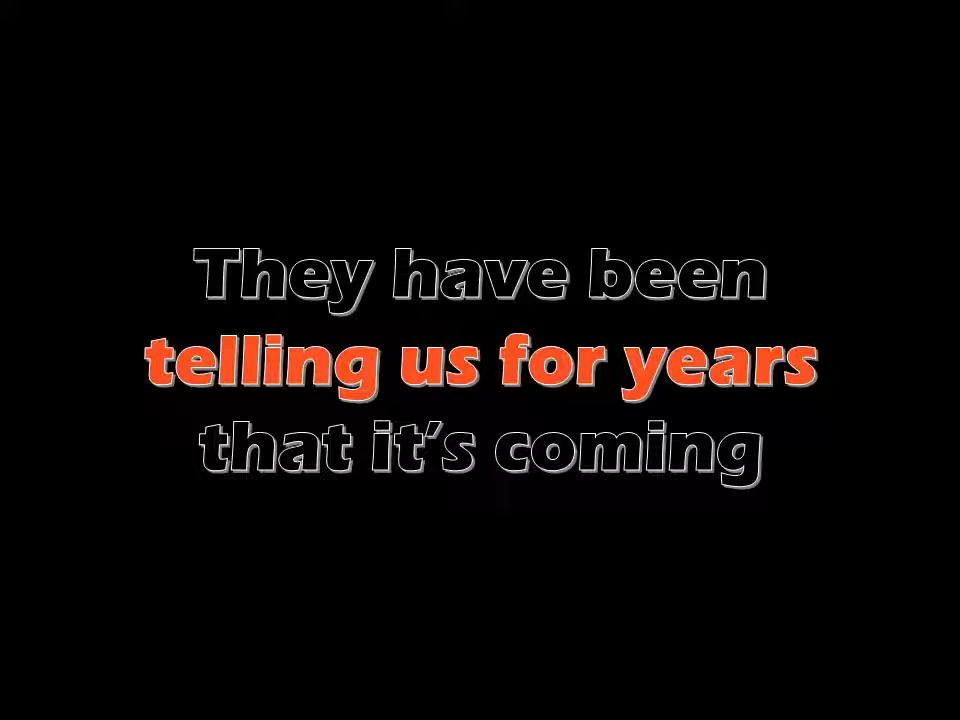 They have been
telling us for years
that it’s coming